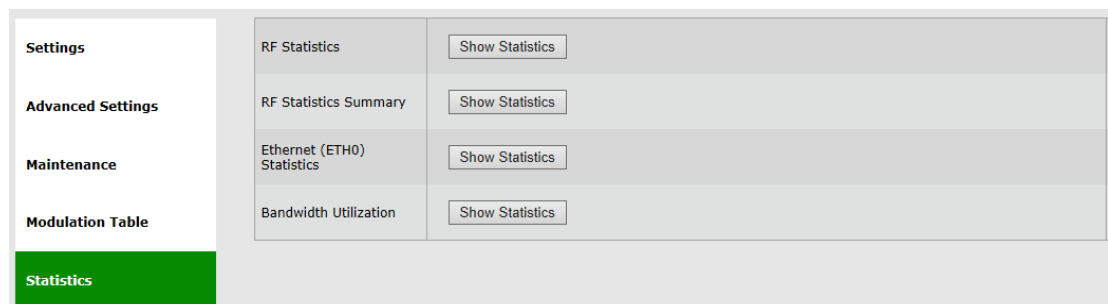 Settings
Advanced Settings
Maintenance
Modulation Table
Statistics
RF Statistics
Show Statistics
RF Statistics Summary
Show Statistics
Ethernet (ETH0)
Statistics
Show Statistics
Bandwidth Utilization
Show Statistics